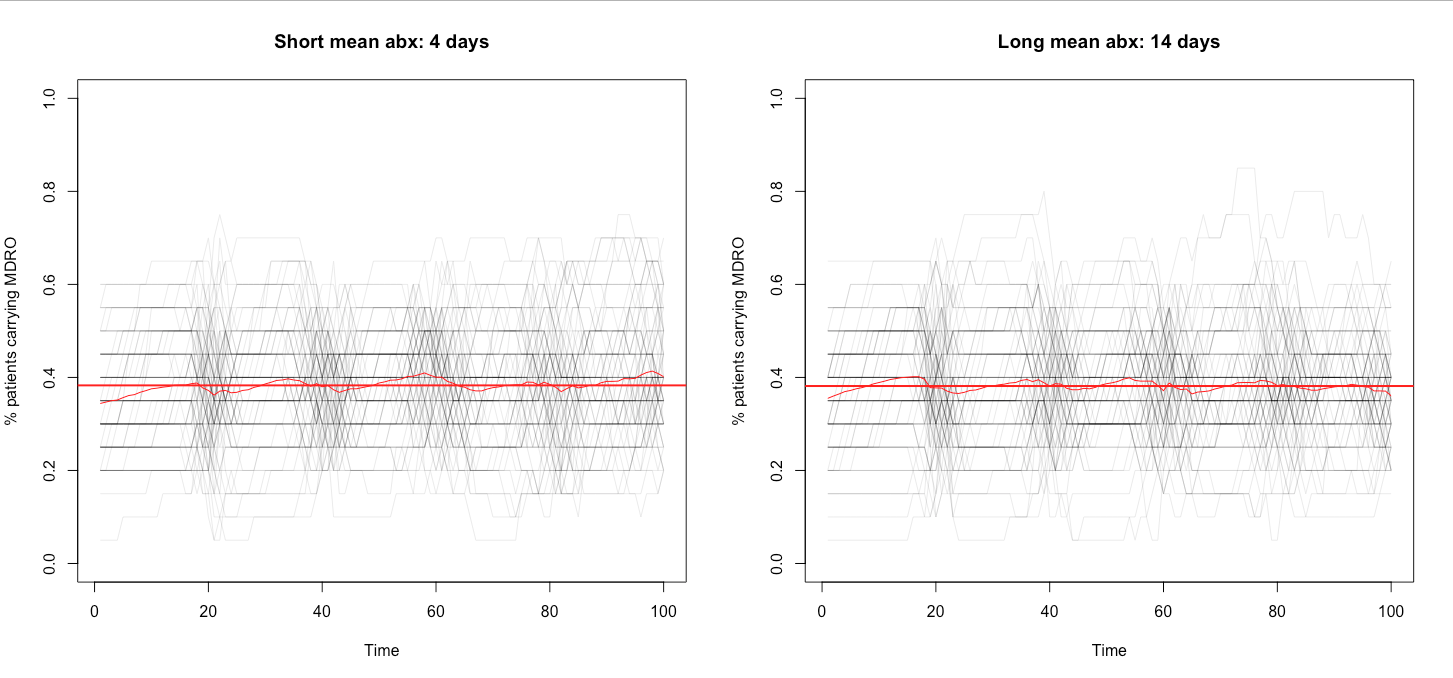 Short mean abx: 4 days
% patients carrying MDRO
1.0
0.8
0.6
0.4
0.2
0.0
0 20 40 60 80 100
Time
Long mean abx: 14 days
% patients carrying MDRO
1.0
0.8
0.6
0.4
0.2
0.0
0 20 40 60 80 100
Time